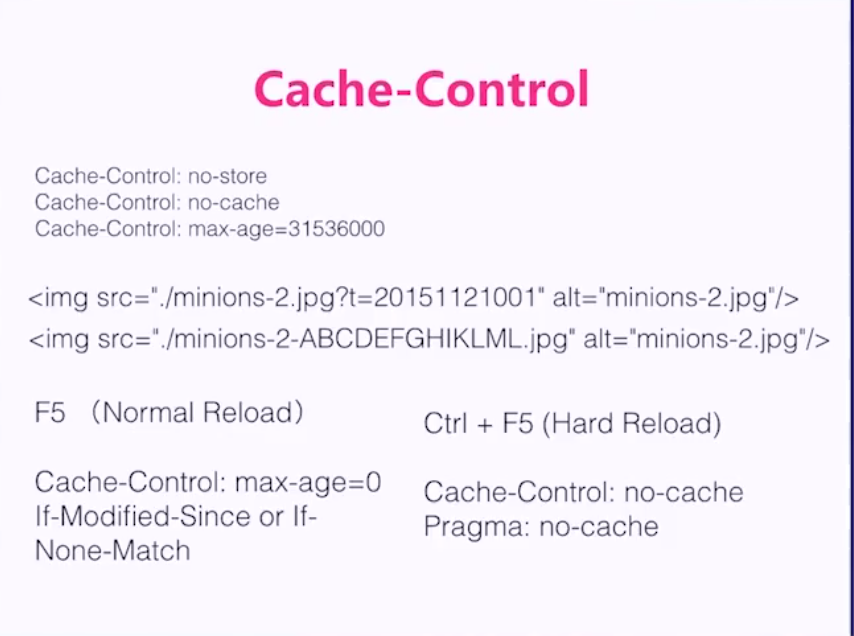 Cache-Control
Cache-Control: no-store
Cache-Control: no-cache
Cache-Control: max-age=31536000
<img src="./minions-2.jpg?t=20151121001" alt="minions-2.jpg"/>
<img src="./minions-2-ABCDEFGHIKLML.jpg" alt="minions-2.jpg"/>
F5 （Normal Reload）
Cache-Control: max-age=0
If-Modified-Since or If-
None-Match
Ctrl + F5 (Hard Reload)
Cache-Control: no-cache
Pragma: no-cache